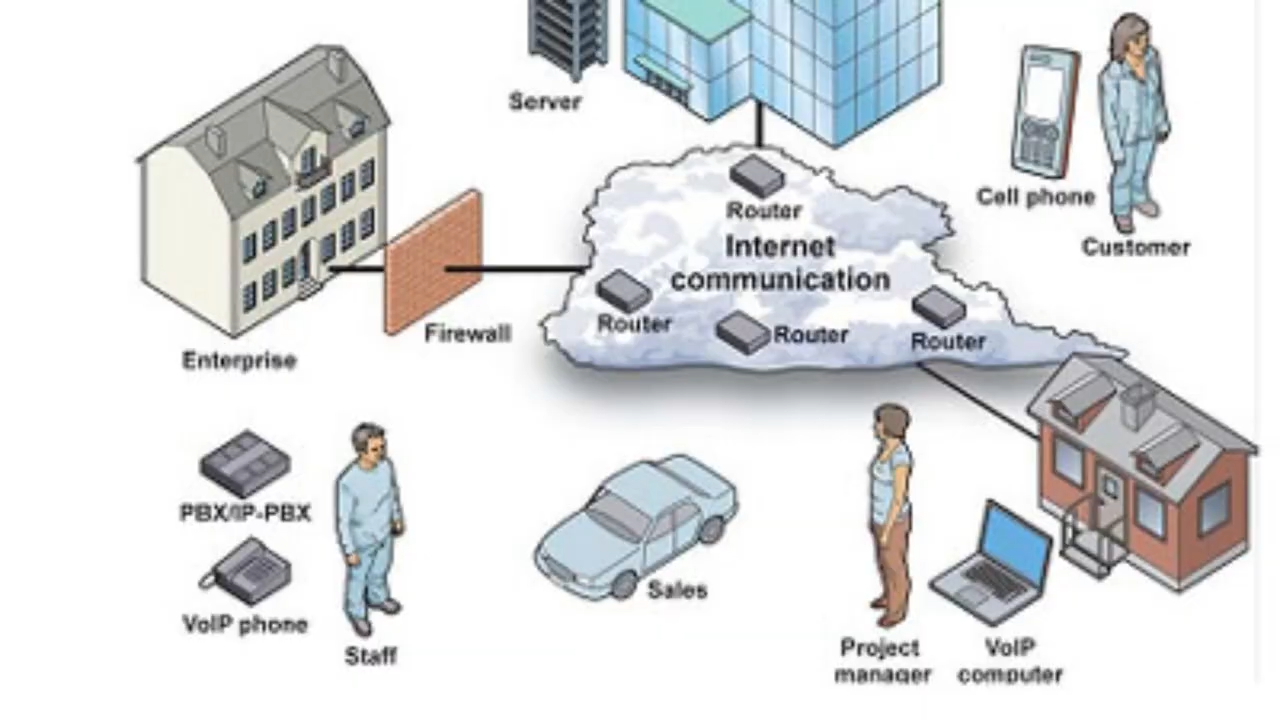 Server
Cell phone
Customer
Router
Internet
communication
Router
Router
Router
Firewall
Enterprise
PBX/IP-PBX
VoIP phone
Staff
Sales
Project
manager
VoIP
computer